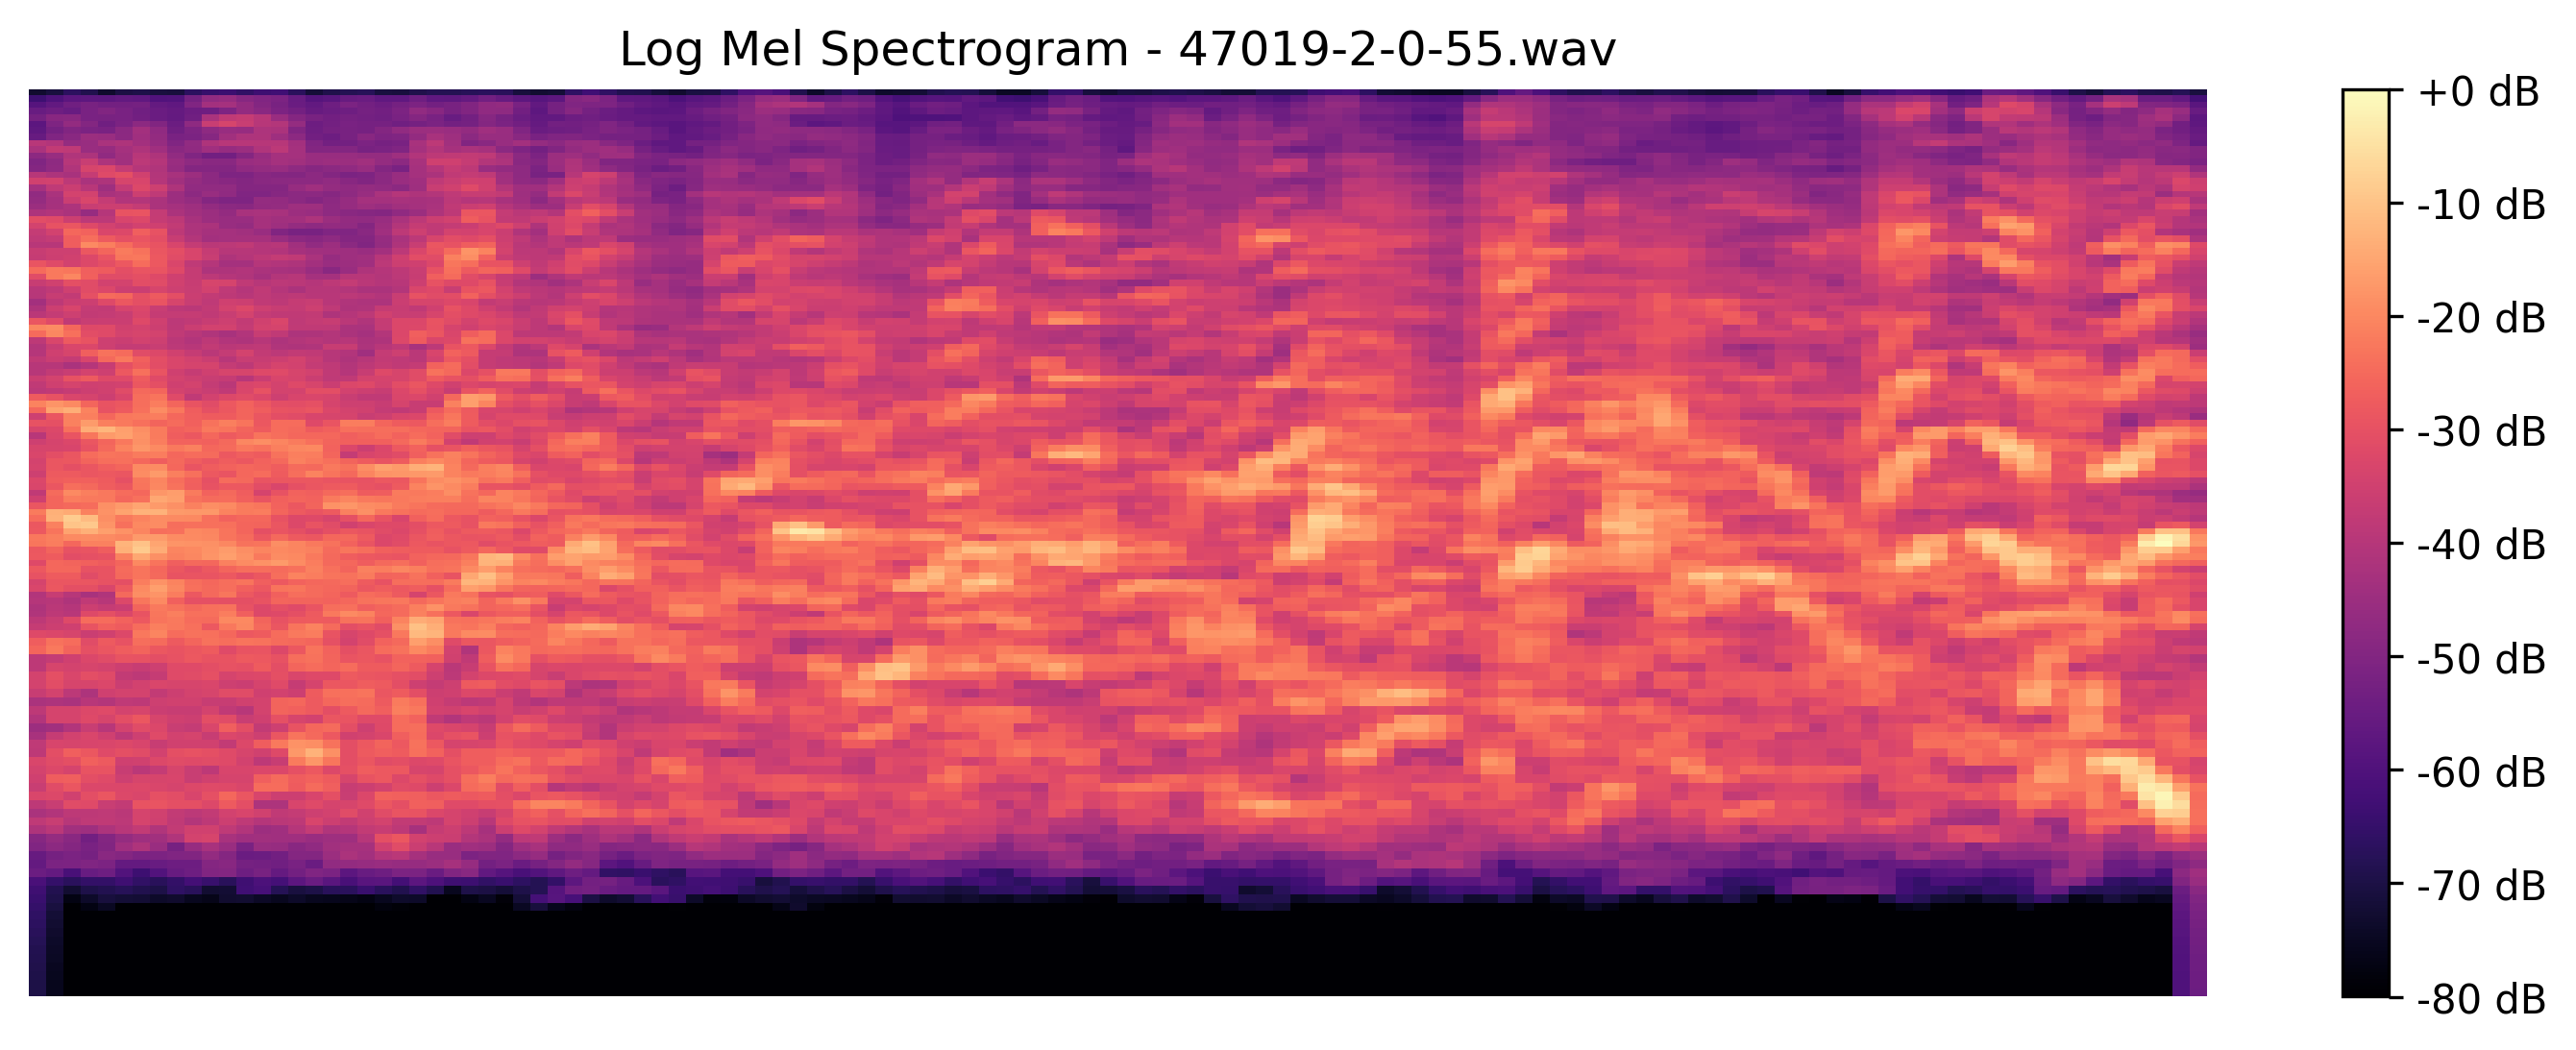 Log Mel Spectrogram - 47019-2-0-55.wav
+0 dB
-10 dB
-20 dB
-30 dB
-40 dB
-50 dB
-60 dB
-70 dB
-80 dB